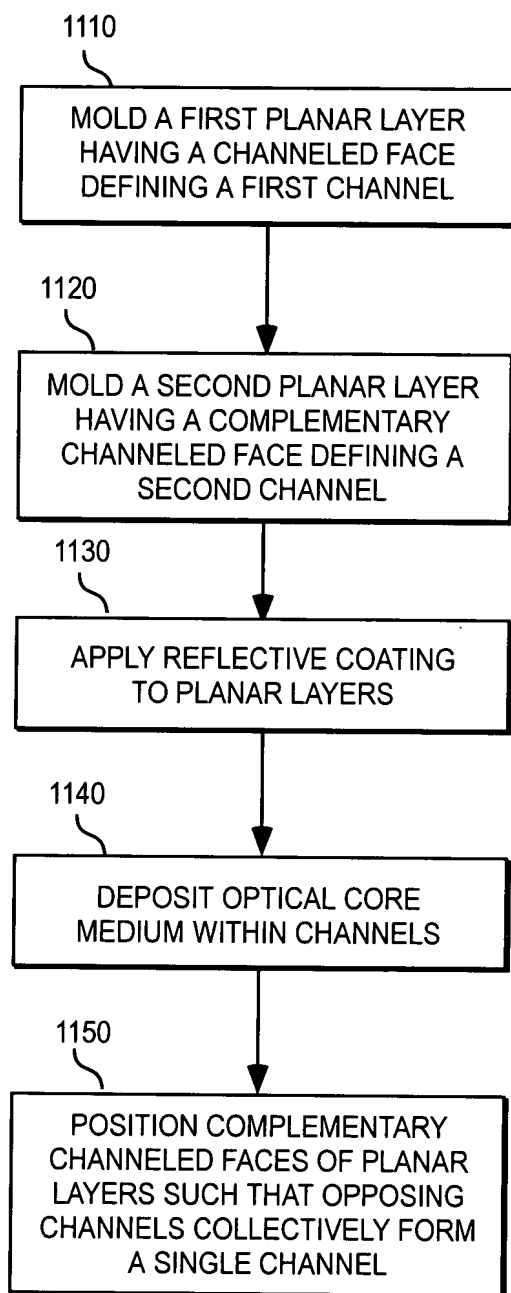 1110
MOLD A FIRST PLANAR LAYER
HAVING A CHANNELED FACE
DEFINING A FIRST CHANNEL
1120
MOLD A SECOND PLANAR LAYER
HAVING A COMPLEMENTARY
CHANNELED FACE DEFINING A
SECOND CHANNEL
1130
APPLY REFLECTIVE COATING
TO PLANAR LAYERS
1140
DEPOSIT OPTICAL CORE
MEDIUM WITHIN CHANNELS
1150
POSITION COMPLEMENTARY
CHANNELED FACES OF PLANAR
LAYERS SUCH THAT OPPOSING
CHANNELS COLLECTIVELY FORM
A SINGLE CHANNEL